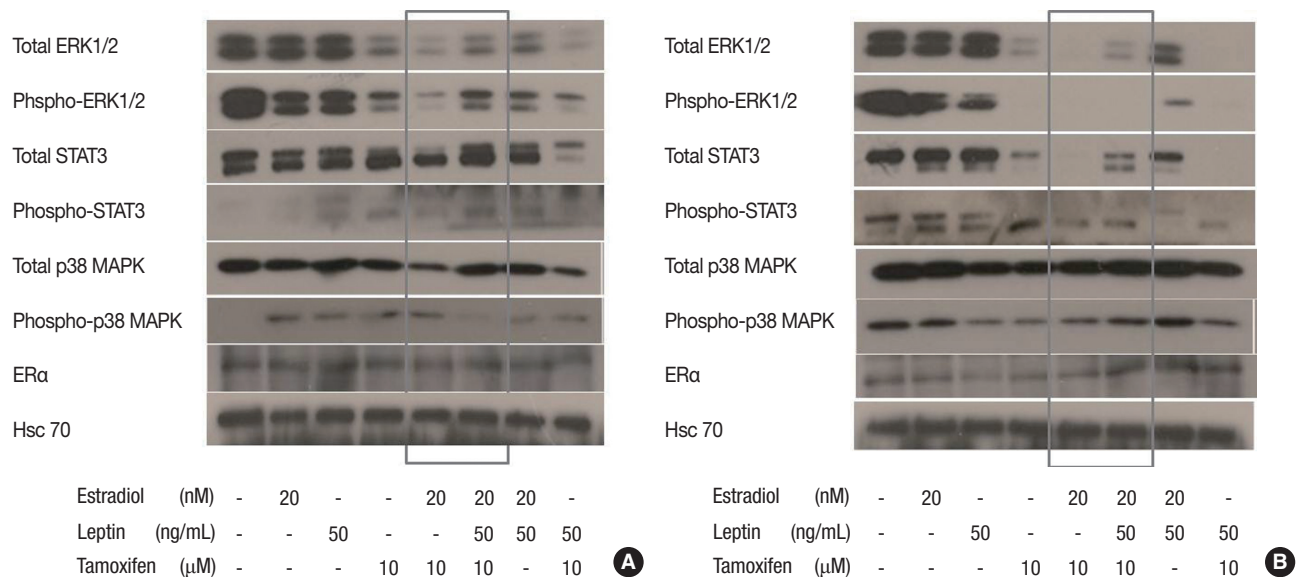 Total ERK1/2
Phspho-ERK1/2
Total STAT3
Phospho-STAT3
Total p38 MAPK
Phospho-p38 MAPK
ERα
Hsc 70
Estradiol (nM) - 20 - - 20 20 20 -
Leptin (ng/mL) - - 50 - - 50 50 50
Tamoxifen (µM) - - - 10 10 10 - 10
A
Total ERK1/2
Phspho-ERK1/2
Total STAT3
Phospho-STAT3
Total p38 MAPK
Phospho-p38 MAPK
ERα
Hsc 70
Estradiol (nM) - 20 - - 20 20 20 -
Leptin (ng/mL) - - 50 - - 50 50 50
Tamoxifen (µM) - - - 10 10 10 - 10
B